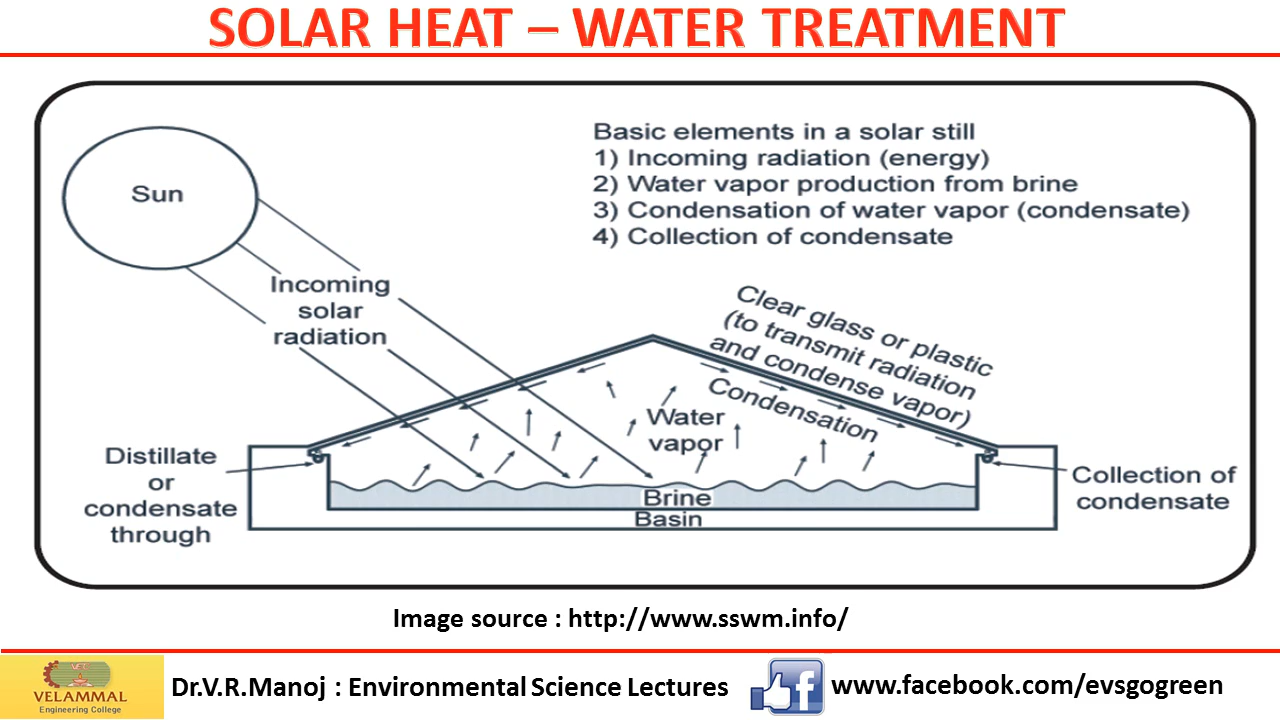 SOLAR HEAT – WATER TREATMENT
Basic elements in a solar still
1) Incoming radiation (energy)
2) Water vapor production from brine
3) Condensation of water vapor (condensate)
4) Collection of condensate
Sun
Incoming
solar
radiation
Clear glass or plastic
(to transmit radiation
and condense vapor)
Condensation
Water
vapor
Distillate
or
condensate
through
Collection of
condensate
Brine
Basin
Image source : http://www.sswm.info/
VEC
VELAMMAL
Engineering College
Dr.V.R.Manoj : Environmental Science Lectures
f
www.facebook.com/evsgogreen